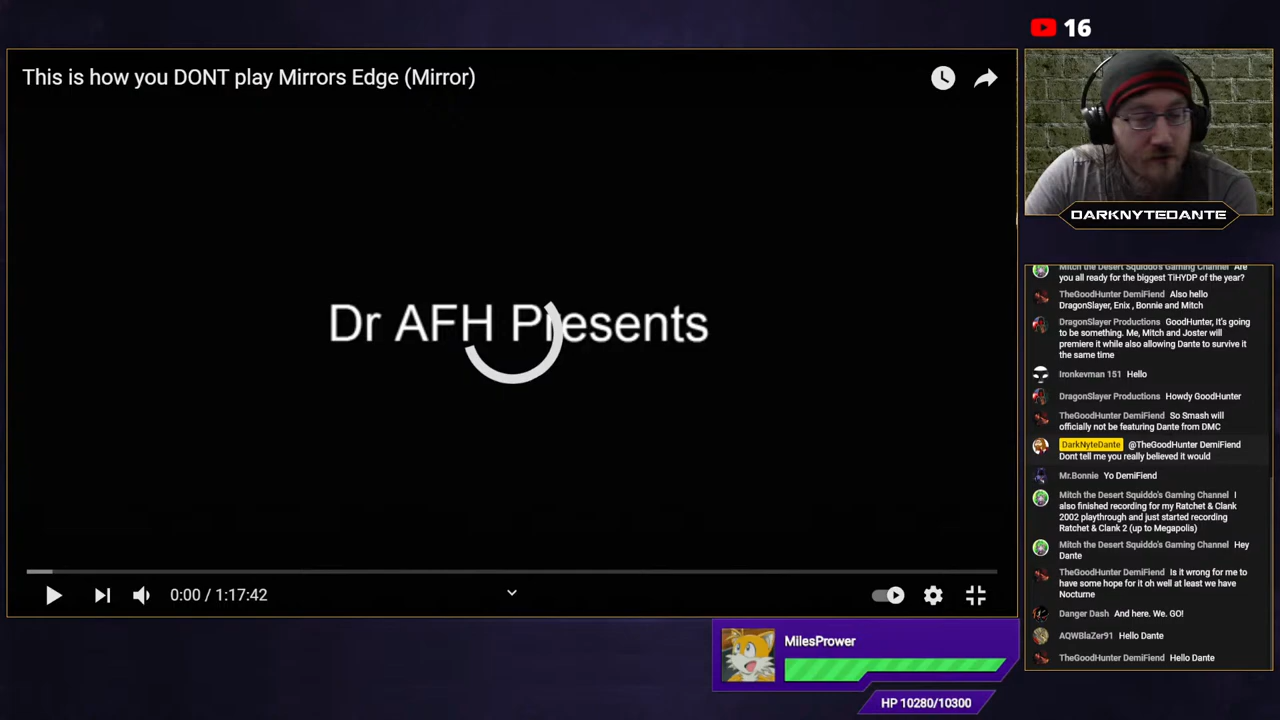 16
This is how you DONT play Mirrors Edge (Mirror)
Dr AFH Presents
0:00 / 1:17:42
DARKNYTEDANTE
Mitch the Desert Squiddo's Gaming Channel Are
you all ready for the biggest TiHYDP of the year?
TheGoodHunter DemiFiend Also hello
DragonSlayer, Enix , Bonnie and Mitch
DragonSlayer Productions GoodHunter, It's going
to be something. Me, Mitch and Joster will
premiere it while also allowing Dante to survive it
the same time
Ironkevman 151 Hello
DragonSlayer Productions Howdy GoodHunter
TheGoodHunter DemiFiend So Smash will
officially not be featuring Dante from DMC
DarkNyteDante @TheGoodHunter DemiFiend
Dont tell me you really believed it would
Mr.Bonnie Yo DemiFiend
Mitch the Desert Squiddo's Gaming Channel I
also finished recording for my Ratchet & Clank
2002 playthrough and just started recording
Ratchet & Clank 2 (up to Megapolis)
Mitch the Desert Squiddo's Gaming Channel Hey
Dante
TheGoodHunter DemiFiend Is it wrong for me to
have some hope for it oh well at least we have
Nocturne
Danger Dash And here. We. GO!
AQWBlaZer91 Hello Dante
TheGoodHunter DemiFiend Hello Dante
MilesPrower
HP 10280/10300